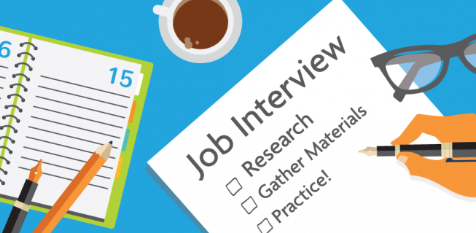 6
15
Job Interview
Research
Gather Materials
Practice!